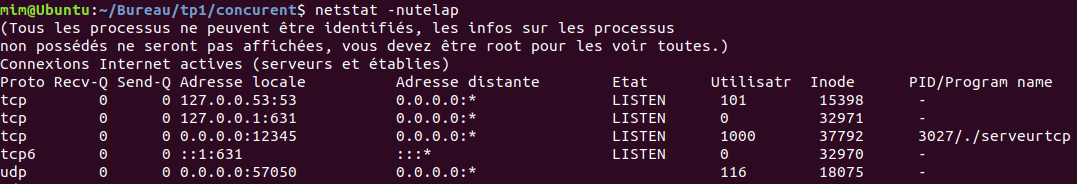 mim@Ubuntu:~/Bureau/tp1/concurent$ netstat -nutelap
(Tous les processus ne peuvent être identifiés, les infos sur les processus
non possédés ne seront pas affichées, vous devez être root pour les voir toutes.)
Connexions Internet actives (serveurs et établies)
Proto Recv-Q Send-Q Adresse locale          Adresse distante        Etat        Utilisatr  Inode      PID/Program name
tcp        0      0 127.0.0.53:53           0.0.0.0:*               LISTEN      101        15398      -
tcp        0      0 127.0.0.1:631           0.0.0.0:*               LISTEN      0          32971      -
tcp        0      0 0.0.0.0:12345           0.0.0.0:*               LISTEN      1000       37792      3027/./serveurtcp
tcp6       0      0 ::1:631                 :::*                    LISTEN      0          32970      -
udp        0      0 0.0.0.0:57050           0.0.0.0:*                           116        18075      -